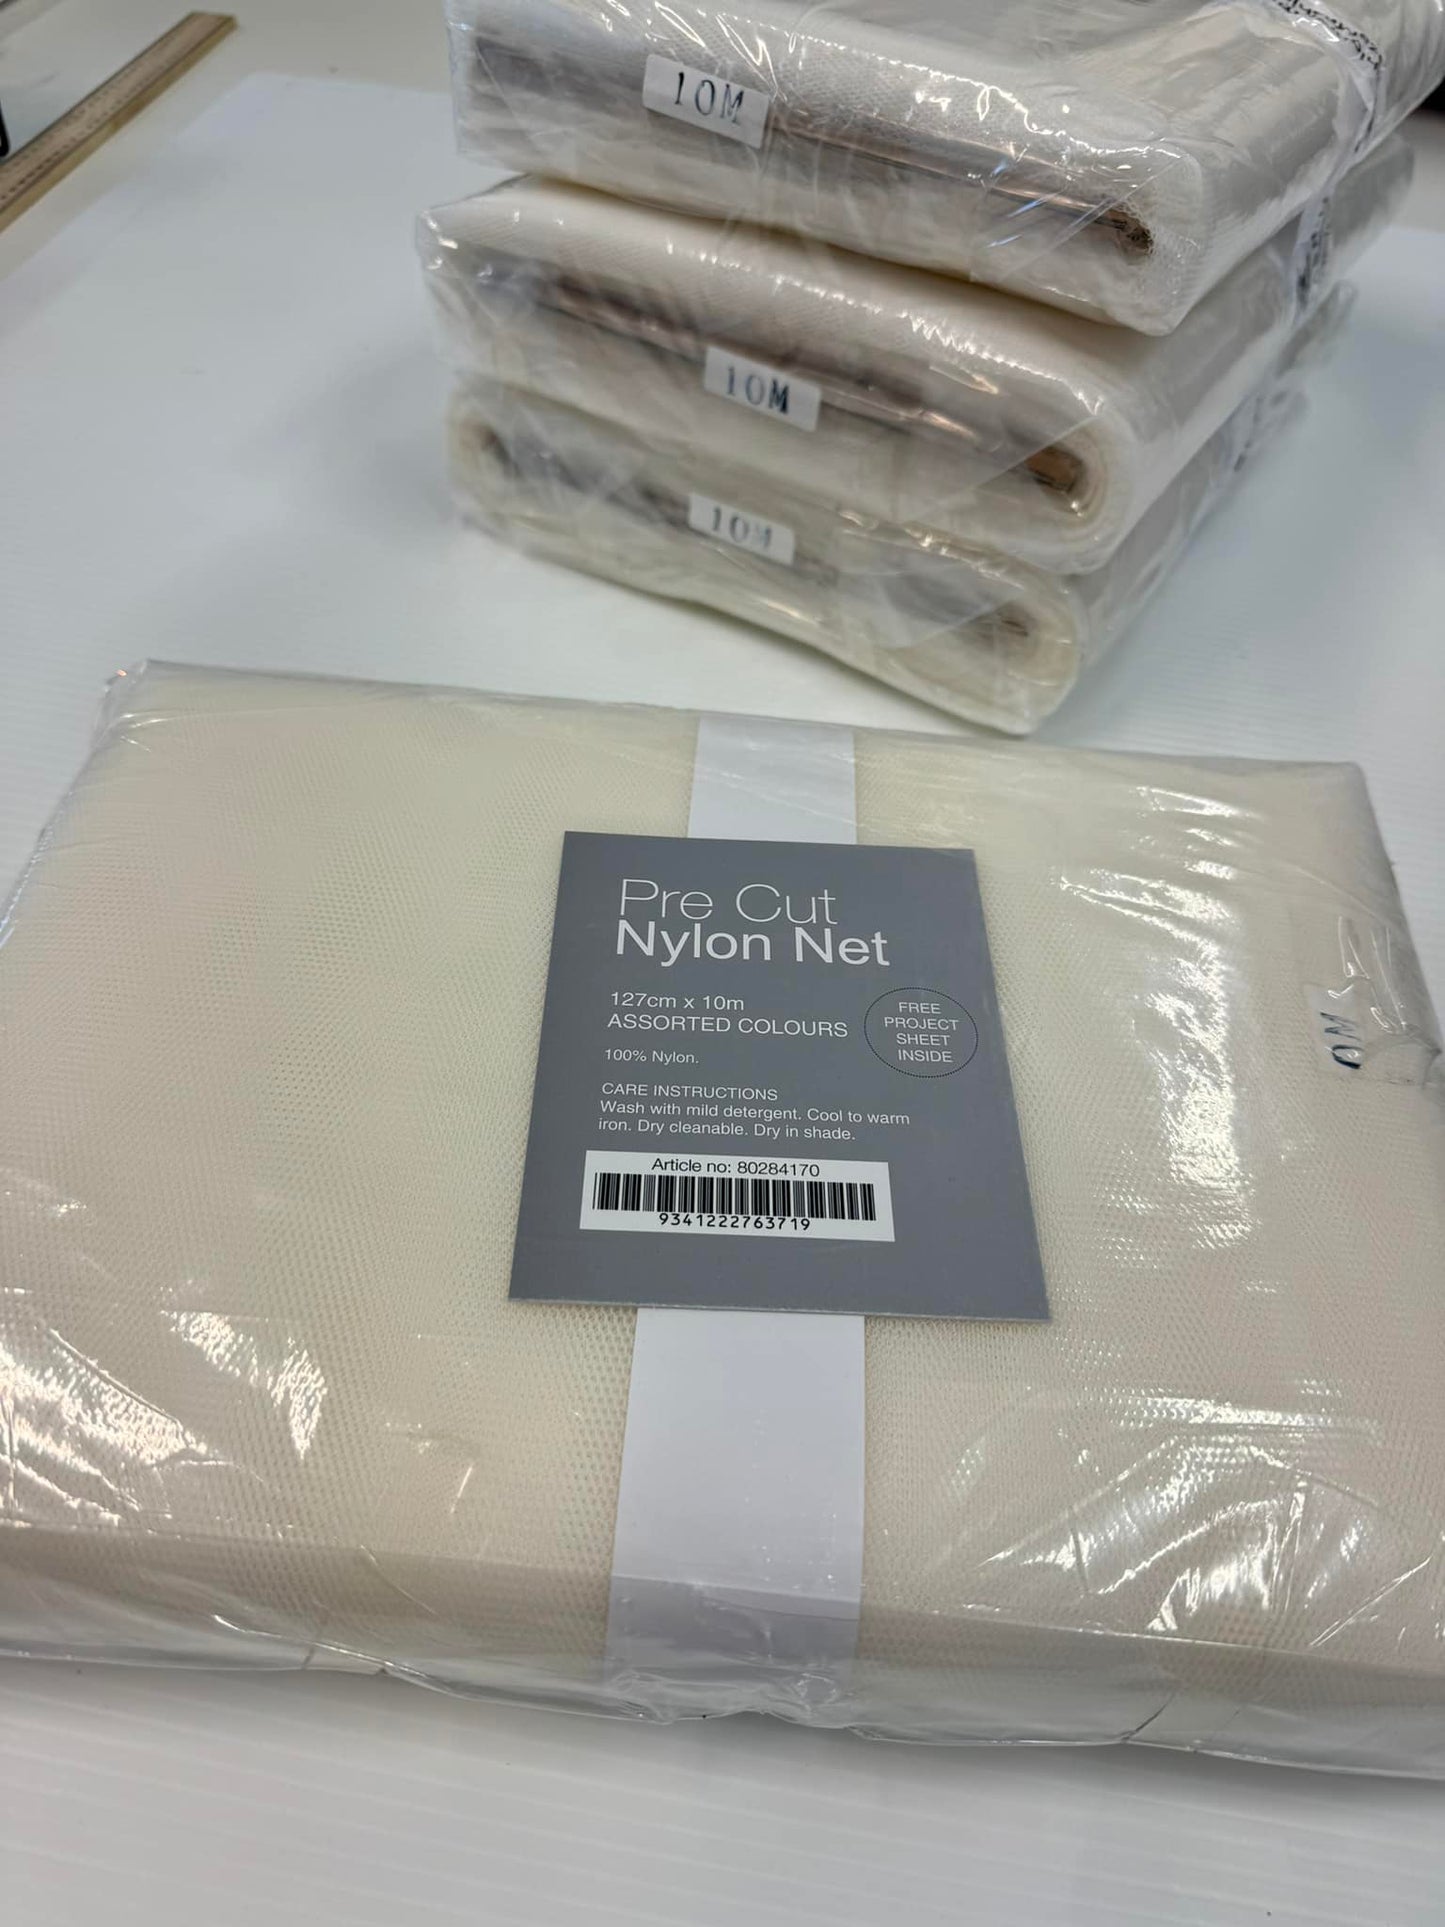 10M
10M
10M
Pre Cut
Nylon Net
127cm x 10m
ASSORTED COLOURS
FREE
PROJECT
SHEET
INSIDE
100% Nylon.
CARE INSTRUCTIONS
Wash with mild detergent. Cool to warm
iron. Dry cleanable. Dry in shade.
Article no: 80284170
9341222763719